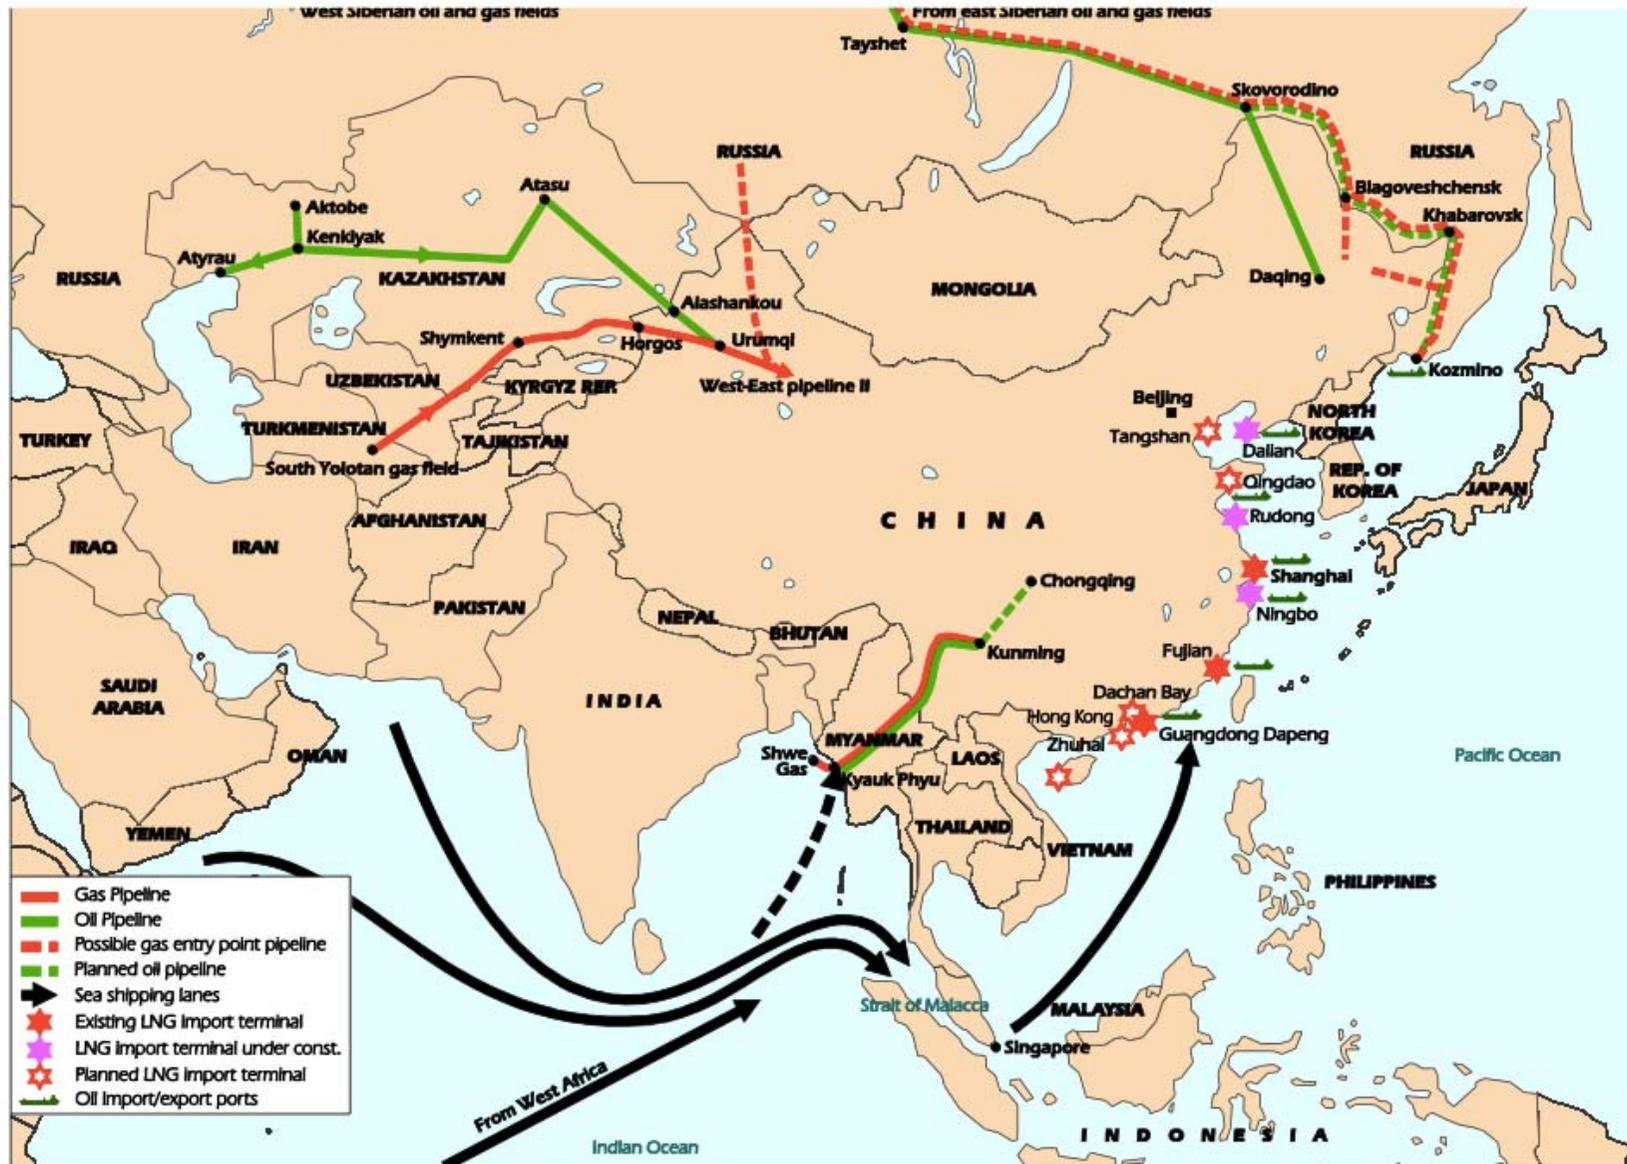 West Siberian oil and gas fields
From east Siberian oil and gas fields
Tayshet
Skovorodino
RUSSIA
RUSSIA
Blagoveshchensk
Khabarovsk
Atasu
Aktobe
Kenkiyak
Atyrau
RUSSIA
KAZAKHSTAN
Daqing
MONGOLIA
Alashankou
Shymkent
Horgos
Urumqi
Kozmino
UZBEKISTAN
KYRGYZ REP.
West-East pipeline II
Beijing
NORTH
KOREA
TURKEY
TURKMENISTAN
TAJIKISTAN
Tangshan
Dalian
South Yolotan gas field
REP. OF
KOREA
Qingdao
JAPAN
AFGHANISTAN
CHINA
Rudong
IRAQ
IRAN
Shanghai
Chongqing
PAKISTAN
NEPAL
BHUTAN
Ningbo
Kunming
Fujian
SAUDI
ARABIA
INDIA
Dachan Bay
Hong Kong
Guangdong Dapeng
Zhuhai
MYANMAR
Shwe
Gas
Kyauk Phyu
LAOS
OMAN
Pacific Ocean
YEMEN
THAILAND
VIETNAM
PHILIPPINES
Gas Pipeline
Oil Pipeline
Possible gas entry point pipeline
Planned oil pipeline
Sea shipping lanes
Existing LNG import terminal
LNG import terminal under const.
Planned LNG import terminal
Oil import/export ports
Strait of Malacca
MALAYSIA
Singapore
From West Africa
Indian Ocean
INDONESIA